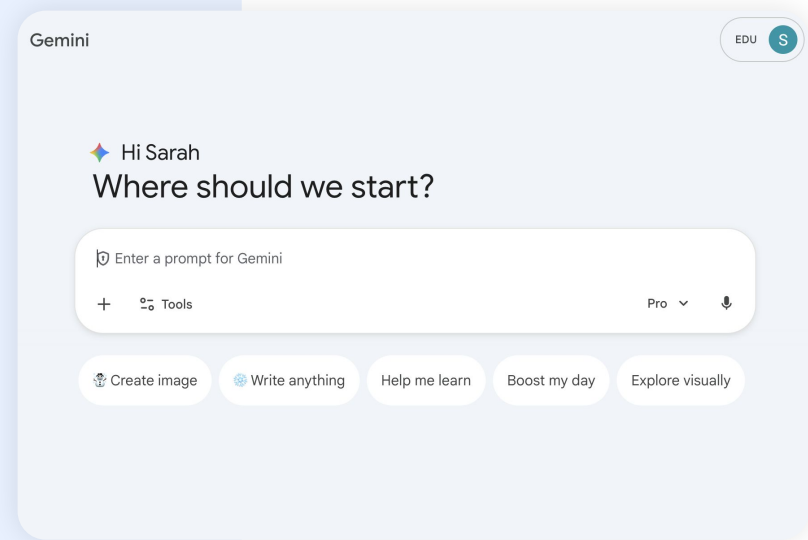 Gemini
EDU S
Hi Sarah
Where should we start?
Enter a prompt for Gemini
Tools
Pro
Create image
Write anything
Help me learn
Boost my day
Explore visually